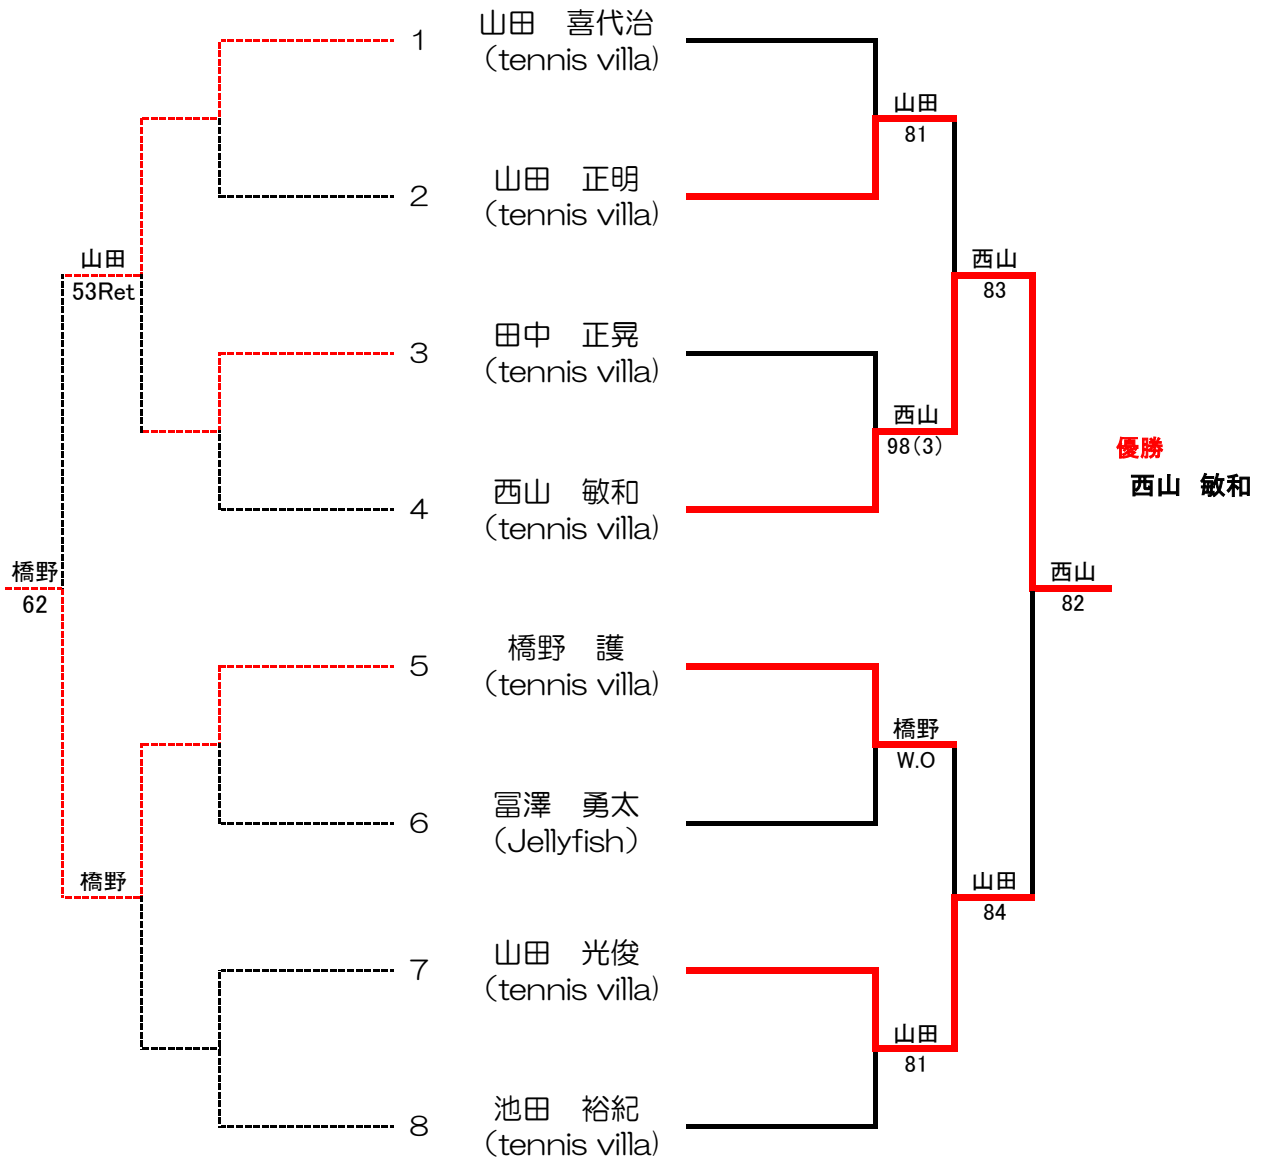 1 山田　喜代治
(tennis villa)
山田
81
2 山田　正明
(tennis villa)
山田
53Ret
西山
83
3 田中　正晃
(tennis villa)
西山
98(3)
優勝
西山　敏和
4 西山　敏和
(tennis villa)
橋野
62
西山
82
5 橋野　護
(tennis villa)
橋野
W.O
6 冨澤　勇太
(Jellyfish)
橋野
山田
84
7 山田　光俊
(tennis villa)
山田
81
8 池田　裕紀
(tennis villa)